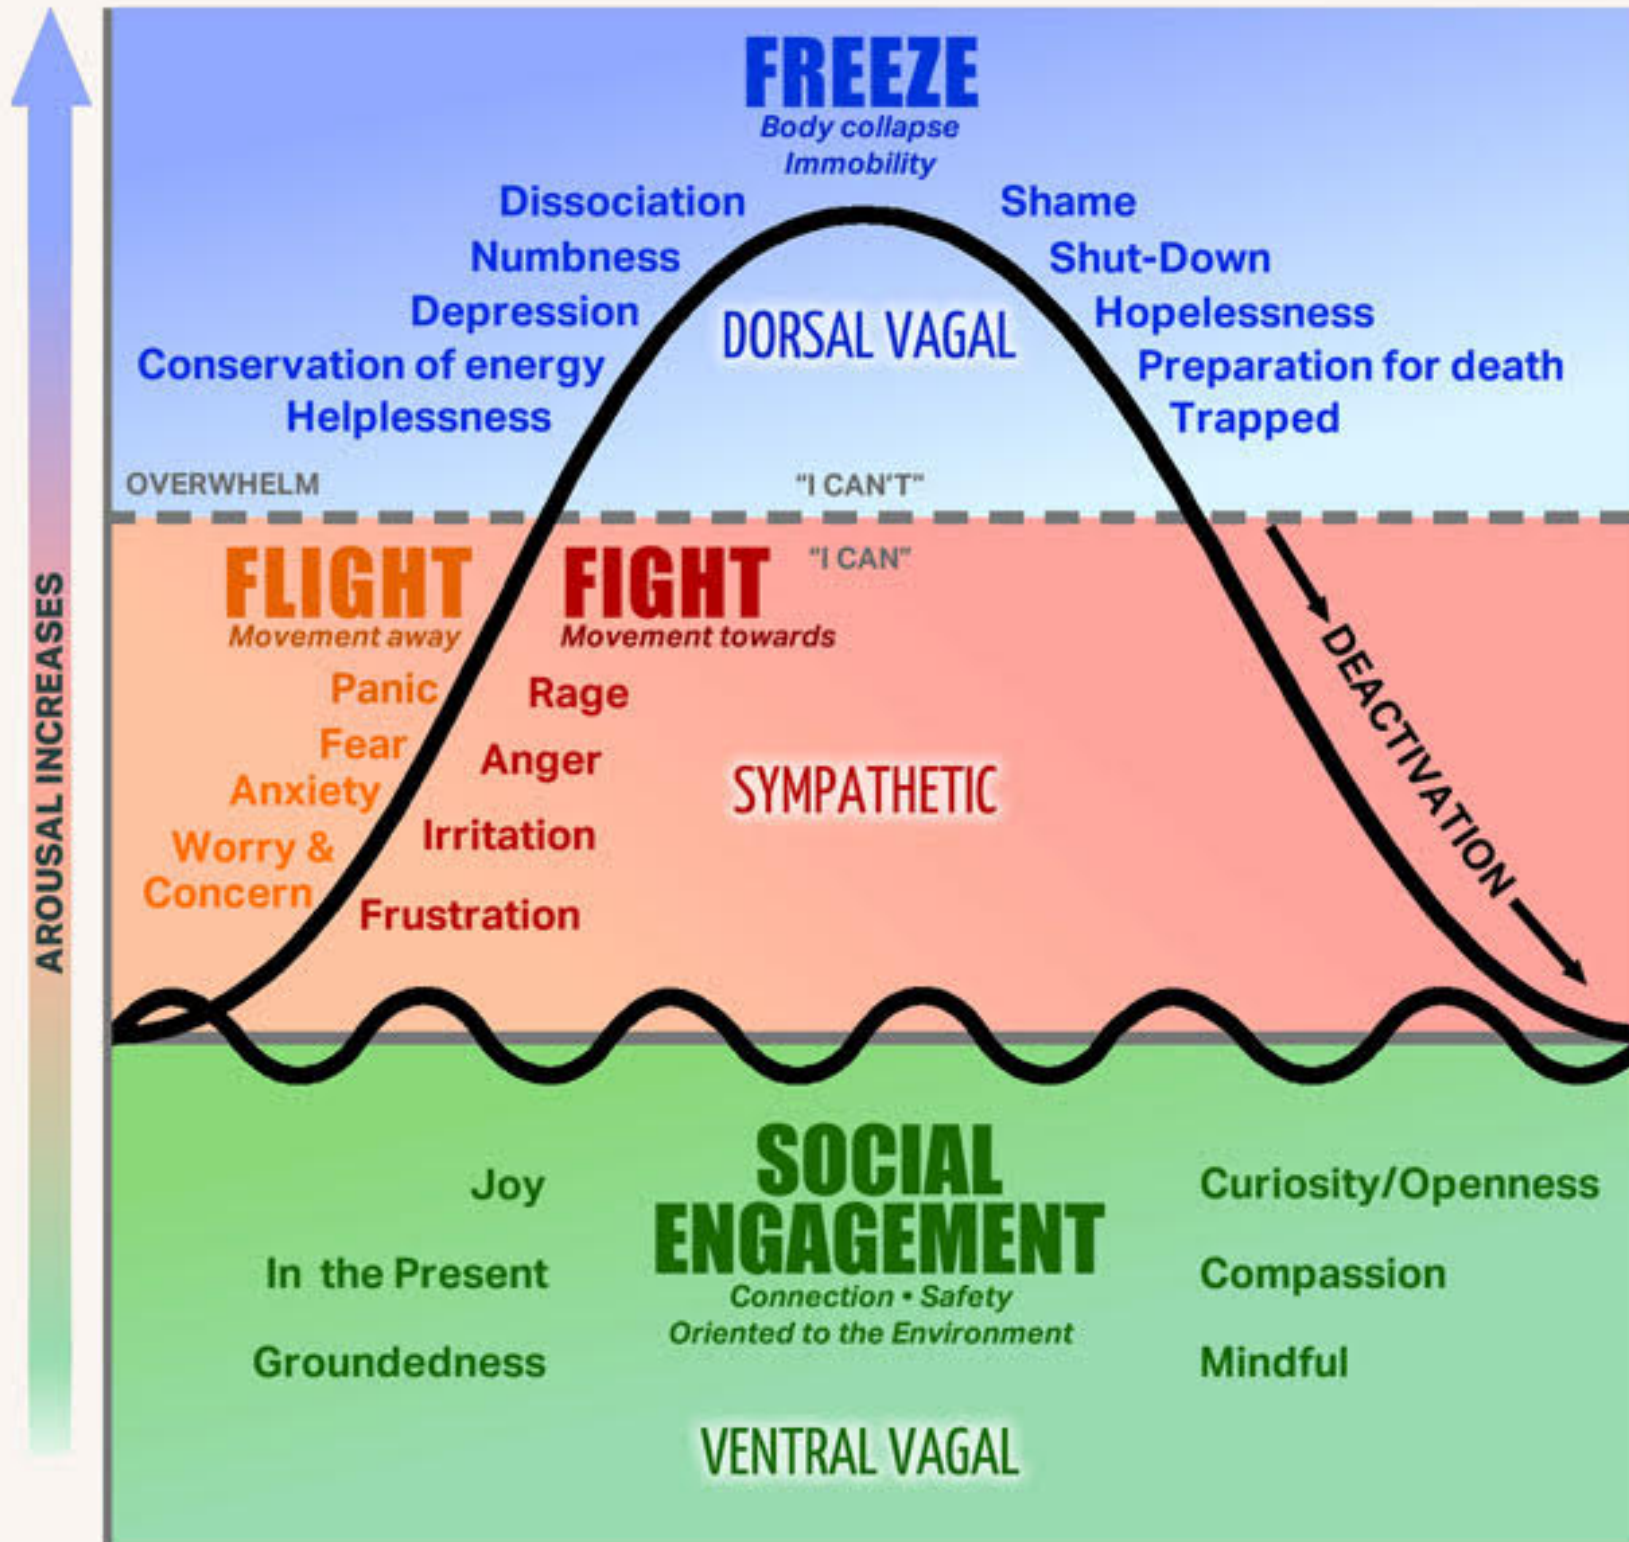 FREEZE
Body collapse
Immobility
Dissociation
Numbness
Depression
Conservation of energy
Helplessness
Shame
Shut-Down
Hopelessness
Preparation for death
Trapped
DORSAL VAGAL
OVERWHELM
"I CAN'T"
"I CAN"
FLIGHT
Movement away
Panic
Fear
Anxiety
Worry &
Concern
FIGHT
Movement towards
Rage
Anger
Irritation
Frustration
SYMPATHETIC
DEACTIVATION
AROUSAL INCREASES
SOCIAL
ENGAGEMENT
Connection • Safety
Oriented to the Environment
Joy
In the Present
Groundedness
Curiosity/Openness
Compassion
Mindful
VENTRAL VAGAL